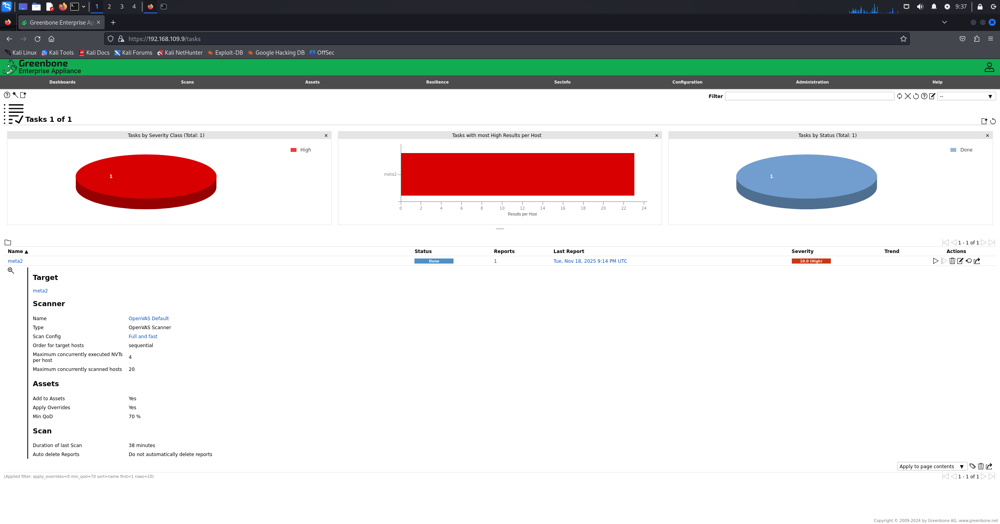 1 2 3 4 9:37
Greenbone Enterprise Ap
https://192.168.109.9/tasks
Kali Linux Kali Tools Kali Docs Kali Forums Kali NetHunter Exploit-DB Google Hacking DB OffSec
Greenbone
Enterprise Appliance
Dashboards Scans Assets Resilience SecInfo Configuration Administration Help
Filter --
Tasks 1 of 1
Tasks by Severity Class (Total: 1)
High
1
Tasks with most High Results per Host
meta2
0 2 4 6 8 10 12 14 16 18 20 22 24
Results per Host
Tasks by Status (Total: 1)
Done
1
1 - 1 of 1
Name ▲ Status Reports Last Report Severity Trend Actions
meta2 Done 1 Tue, Nov 18, 2025 9:14 PM UTC 10.0 (High)
Target
meta2
Scanner
Name OpenVAS Default
Type OpenVAS Scanner
Scan Config Full and fast
Order for target hosts sequential
Maximum concurrently executed NVTs
per host 4
Maximum concurrently scanned hosts 20
Assets
Add to Assets Yes
Apply Overrides Yes
Min QoD 70 %
Scan
Duration of last Scan 38 minutes
Auto delete Reports Do not automatically delete reports
Apply to page contents ▼
(Applied filter: apply_overrides=0 min_qod=70 sort=name first=1 rows=10)
1 - 1 of 1
Copyright © 2009-2024 by Greenbone AG, www.greenbone.net